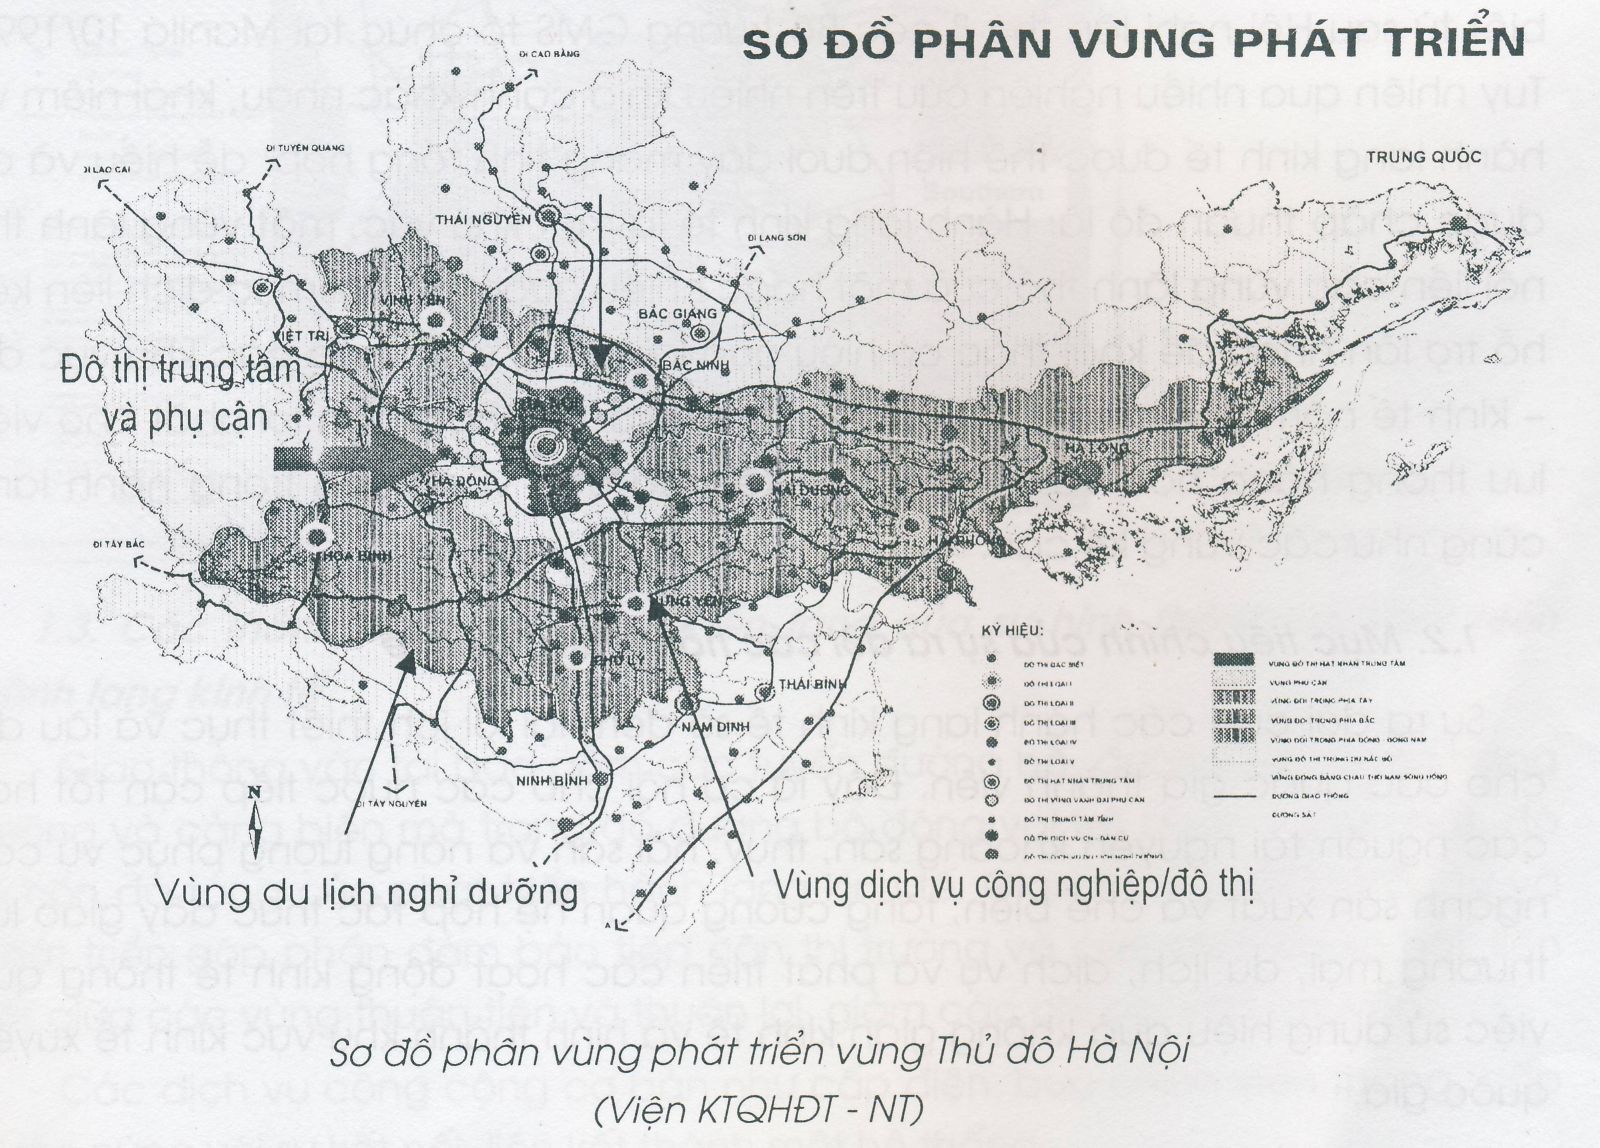 SƠ ĐỒ PHÂN VÙNG PHÁT TRIỂN
ĐI CAO BẰNG
ĐI TUYÊN QUANG
ĐI LAO CAI
TRUNG QUỐC
THÁI NGUYÊN
ĐI LẠNG SƠN
VĨNH YÊN
BẮC GIANG
VIỆT TRÌ
BẮC NINH
Đô thị trung tâm
và phụ cận
HẠ LONG
HÀ ĐÔNG
HẢI DƯƠNG
HẢI PHÒNG
ĐI TÂY BẮC
HÒA BÌNH
HƯNG YÊN
PHỦ LÝ
THÁI BÌNH
NAM ĐỊNH
NINH BÌNH
ĐI TÂY NGUYÊN
N
KÝ HIỆU:
ĐÔ THỊ ĐẶC BIỆT
ĐÔ THỊ LOẠI I
ĐÔ THỊ LOẠI II
ĐÔ THỊ LOẠI III
ĐÔ THỊ LOẠI IV
ĐÔ THỊ LOẠI V
ĐÔ THỊ HẠT NHÂN TRUNG TÂM
ĐÔ THỊ VÙNG VÀNH ĐAI PHỤ CẬN
ĐÔ THỊ TRUNG TÂM TỈNH
ĐÔ THỊ DỊCH VỤ CN - DÂN CƯ
ĐÔ THỊ DỊCH VỤ DU LỊCH NGHỈ DƯỠNG
VÙNG ĐÔ THỊ HẠT NHÂN TRUNG TÂM
VÙNG PHỤ CẬN
VÙNG ĐỐI TRỌNG PHÍA TÂY
VÙNG ĐỐI TRỌNG PHÍA BẮC
VÙNG ĐỐI TRỌNG PHÍA ĐÔNG - ĐÔNG NAM
VÙNG ĐÔ THỊ TRUNG DU BẮC BỘ
VÙNG ĐỒNG BẰNG CHÂU THỔ NAM SÔNG HỒNG
ĐƯỜNG GIAO THÔNG
ĐƯỜNG SẮT
Vùng du lịch nghỉ dưỡng
Vùng dịch vụ công nghiệp/đô thị
Sơ đồ phân vùng phát triển vùng Thủ đô Hà Nội
(Viện KTQHĐT - NT)